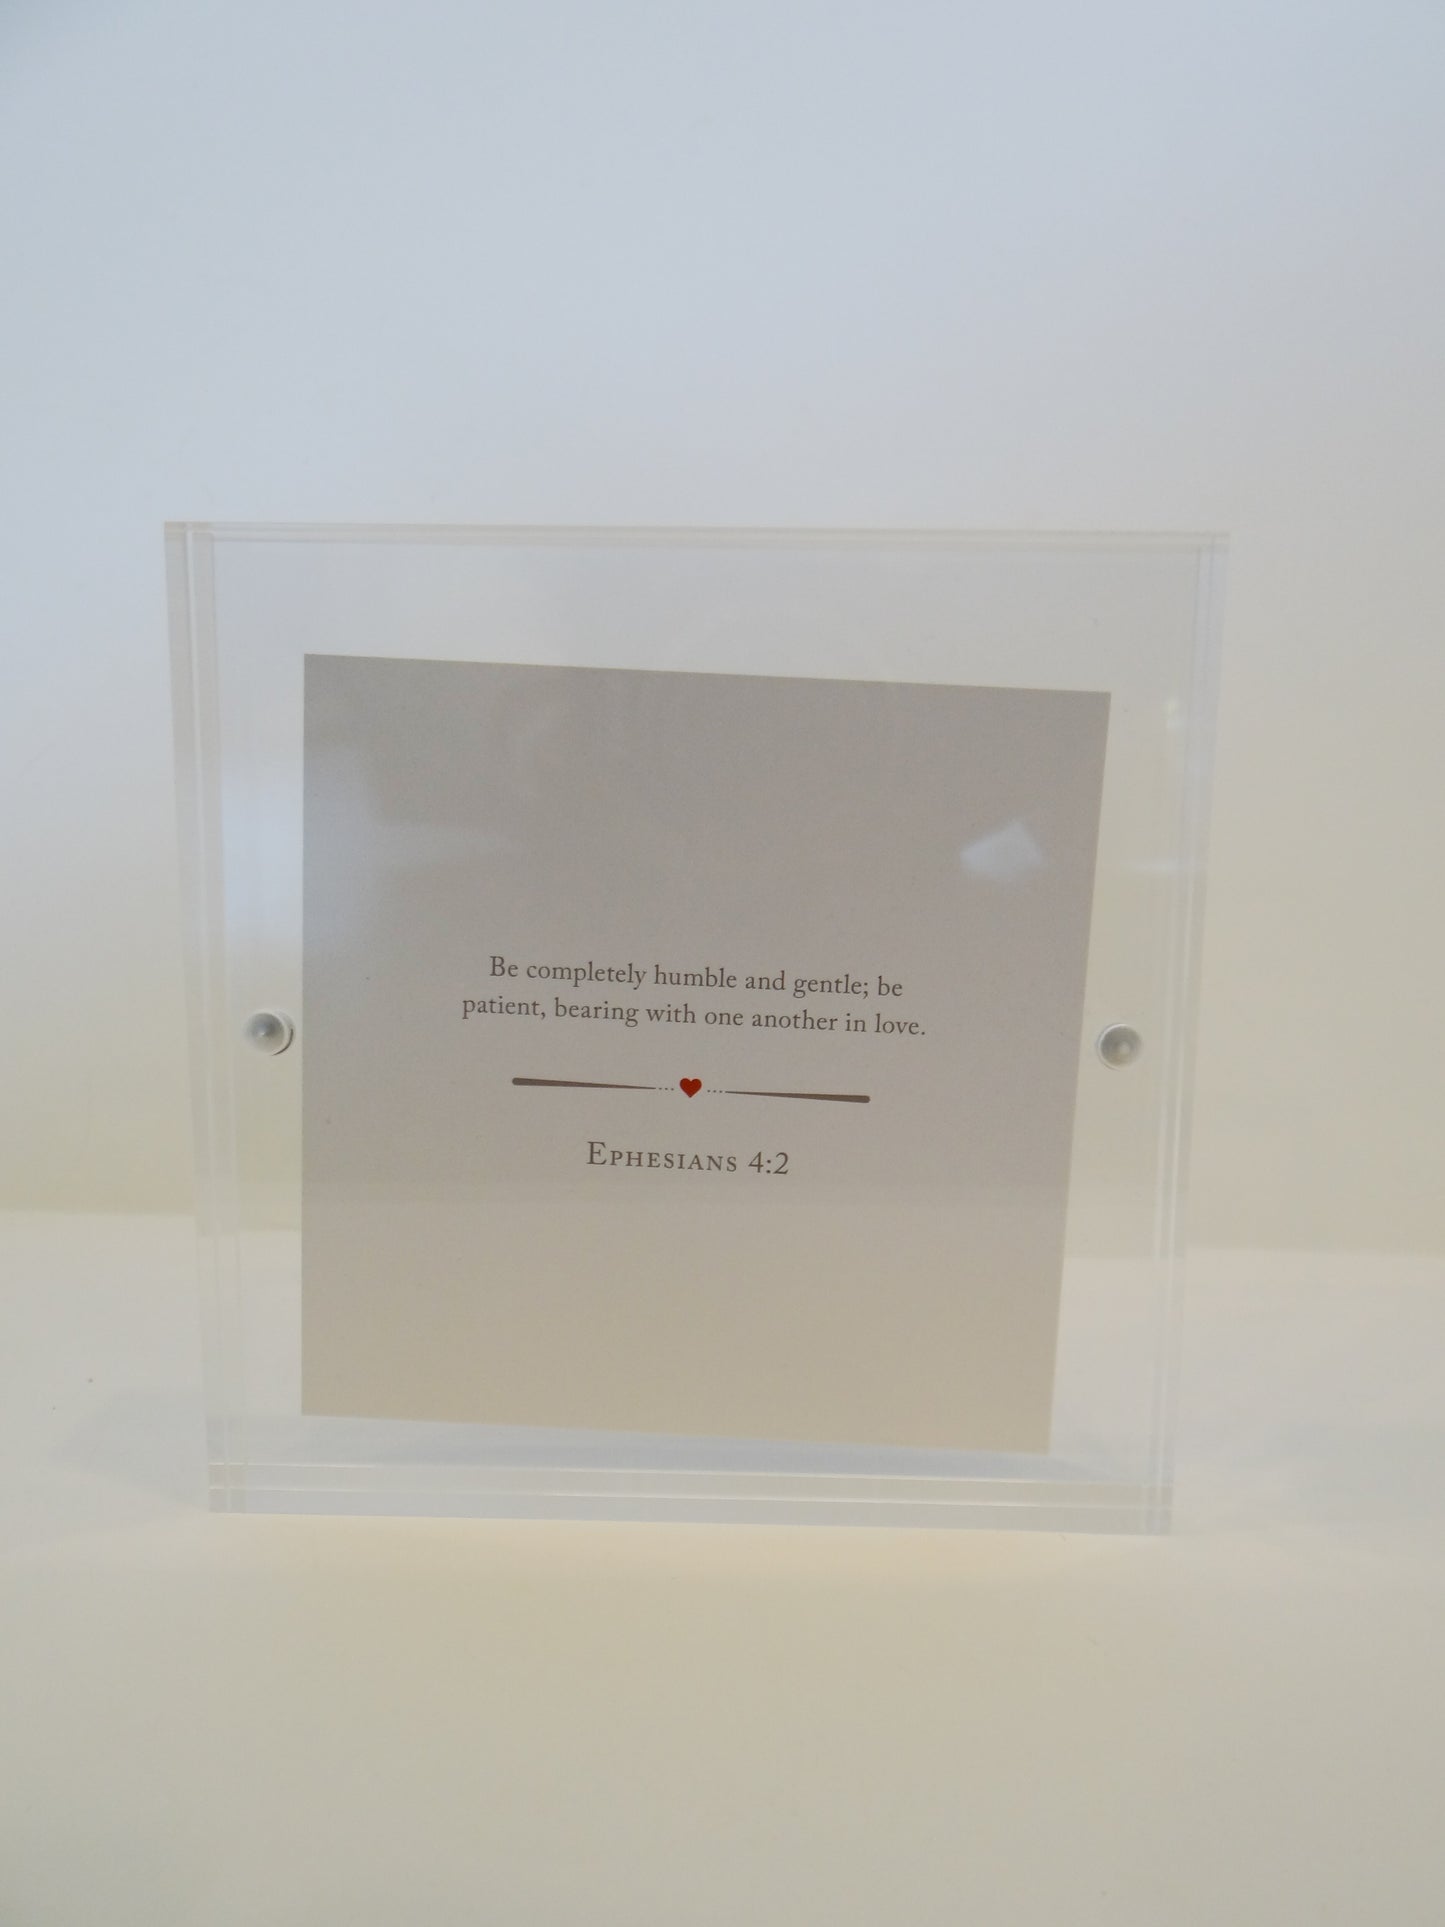 Be completely humble and gentle; be
patient, bearing with one another in love.
Ephesians 4:2